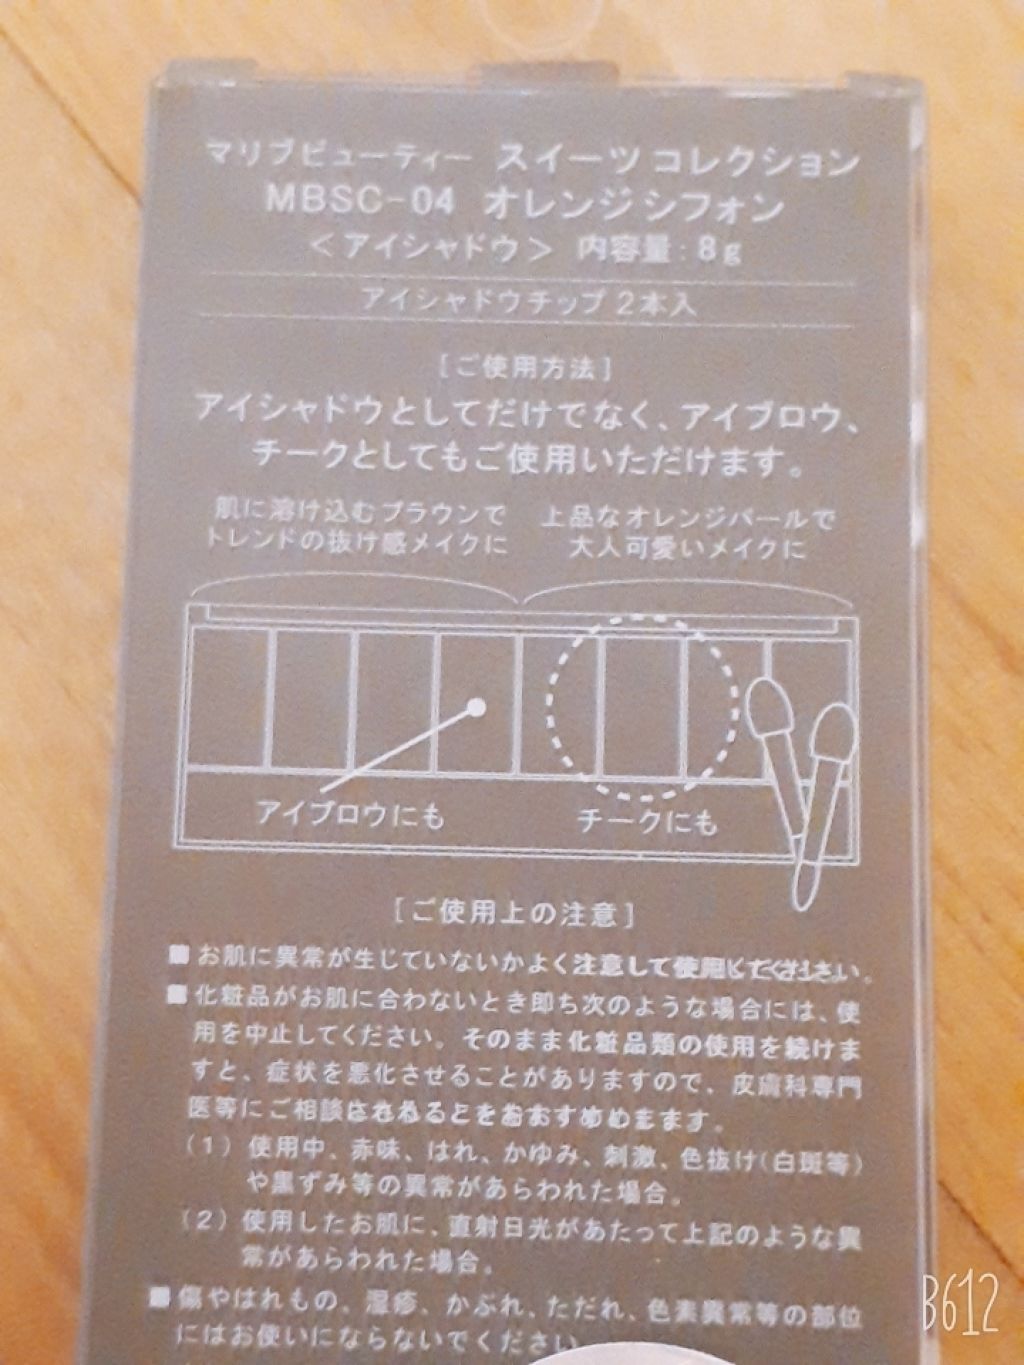 マリブビューティー スイーツコレクション
MBSC-04 オレンジシフォン
＜アイシャドウ＞ 内容量：8g
アイシャドウチップ2本入
［ご使用方法］
アイシャドウとしてだけでなく、アイブロウ、
チークとしてもご使用いただけます。
肌に溶け込むブラウンで
トレンドの抜け感メイクに
上品なオレンジパールで
大人可愛いメイクに
アイブロウにも
チークにも
［ご使用上の注意］
■お肌に異常が生じていないかよく注意して使用してください。
■化粧品がお肌に合わないとき即ち次のような場合には、使
用を中止してください。そのまま化粧品類の使用を続けま
すと、症状を悪化させることがありますので、皮膚科専門
医等にご相談されることをおすすめします。
（1）使用中、赤味、はれ、かゆみ、刺激、色抜け(白斑等)
や黒ずみ等の異常があらわれた場合。
（2）使用したお肌に、直射日光があたって上記のような異
常があらわれた場合。
■傷やはれもの、湿疹、かぶれ、ただれ、色素異常等の部位
にはお使いにならないでください。
B612